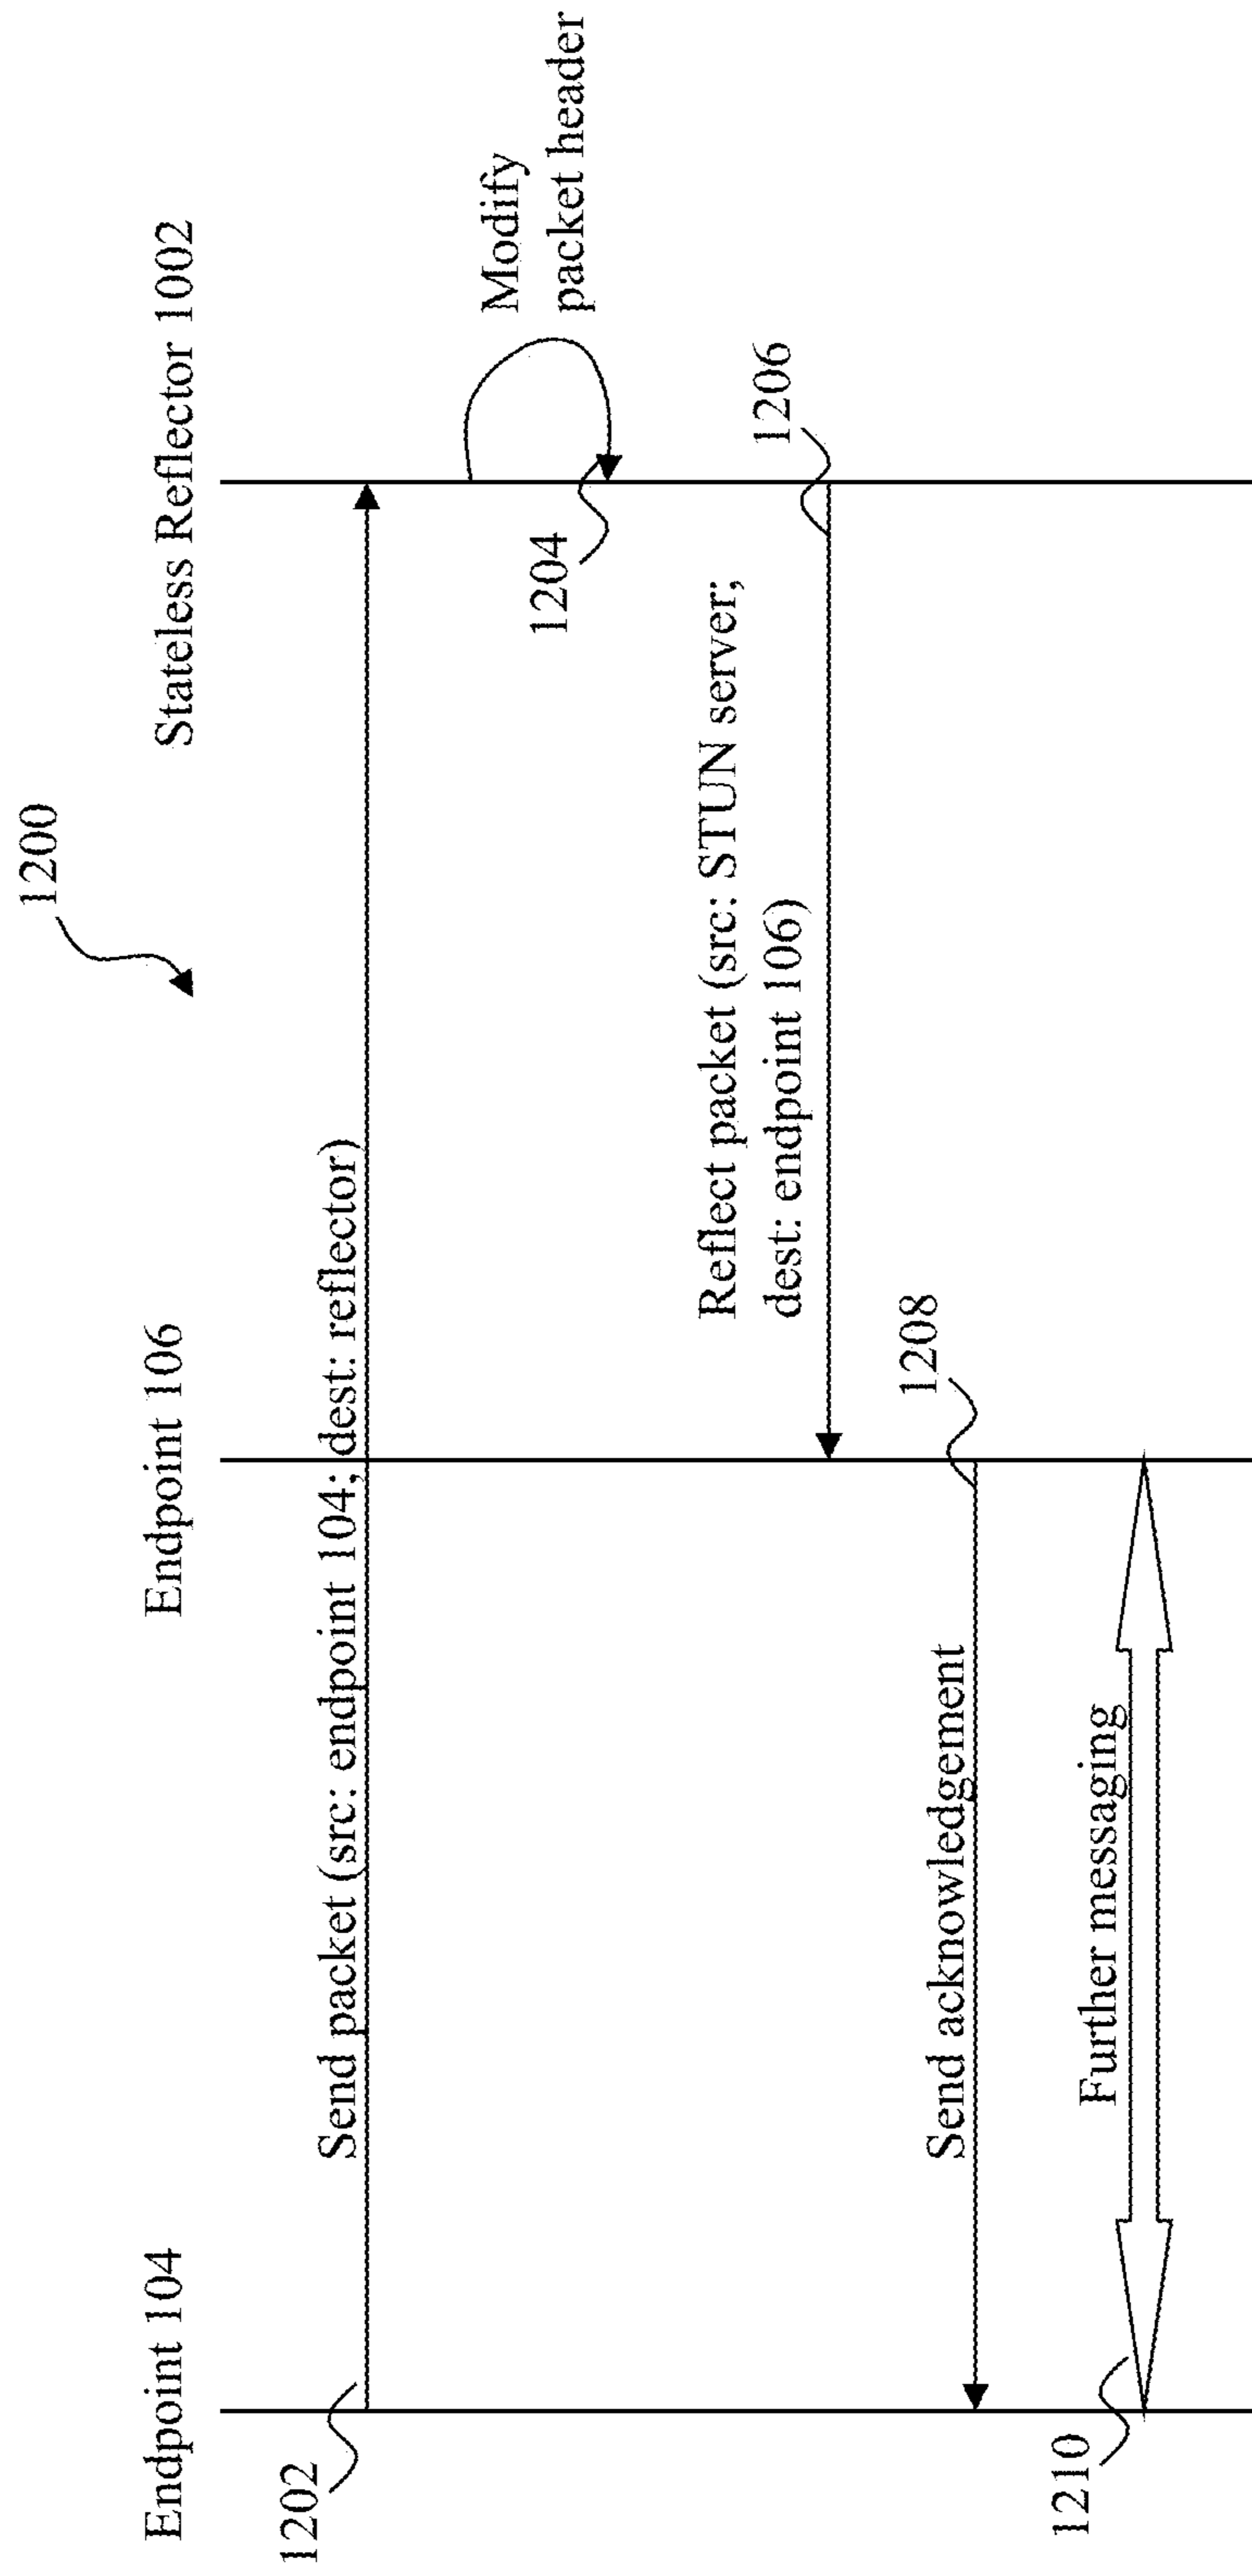 1200
Endpoint 104
Endpoint 106
Stateless Reflector 1002
1202
Send packet (src: endpoint 104; dest: reflector)
Modify
packet header
1204
Reflect packet (src: STUN server;
dest: endpoint 106)
1206
1208
Send acknowledgement
Further messaging
1210